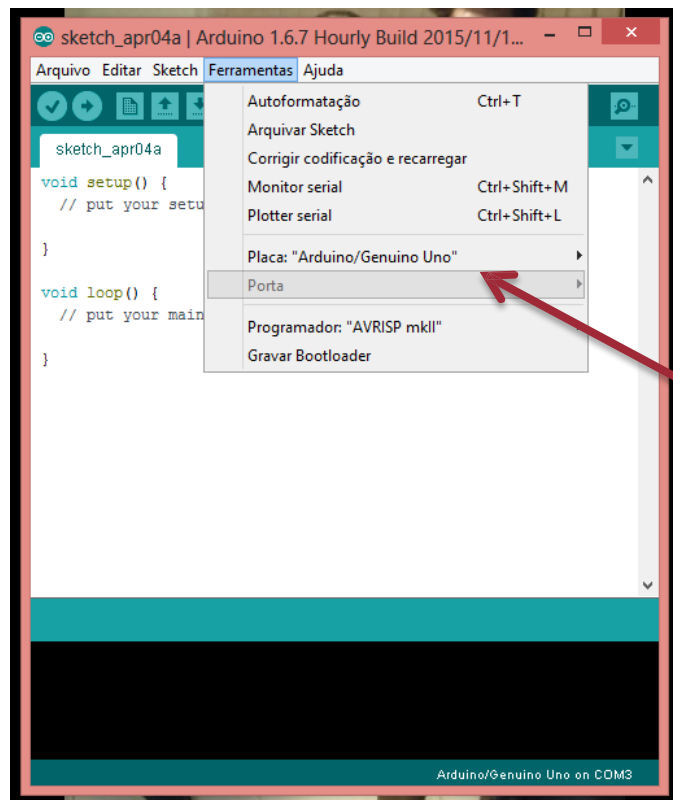 sketch_apr04a | Arduino 1.6.7 Hourly Build 2015/11/1...
Arquivo Editar Sketch Ferramentas Ajuda
Autoformatação Ctrl+T
Arquivar Sketch
Corrigir codificação e recarregar
Monitor serial Ctrl+Shift+M
Plotter serial Ctrl+Shift+L
Placa: "Arduino/Genuino Uno"
Porta
Programador: "AVRISP mkII"
Gravar Bootloader
sketch_apr04a
void setup() {
// put your setu
}
void loop() {
// put your main
}
Arduino/Genuino Uno on COM3